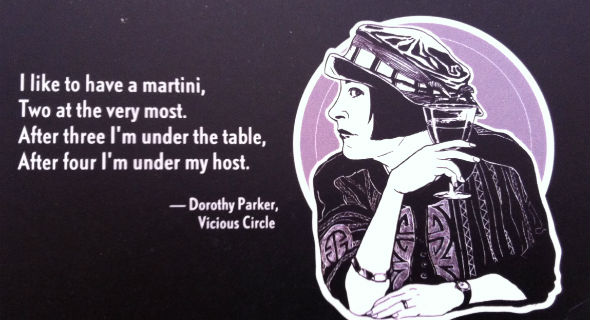 I like to have a martini,
Two at the very most.
After three I'm under the table,
After four I'm under my host.
— Dorothy Parker,
Vicious Circle